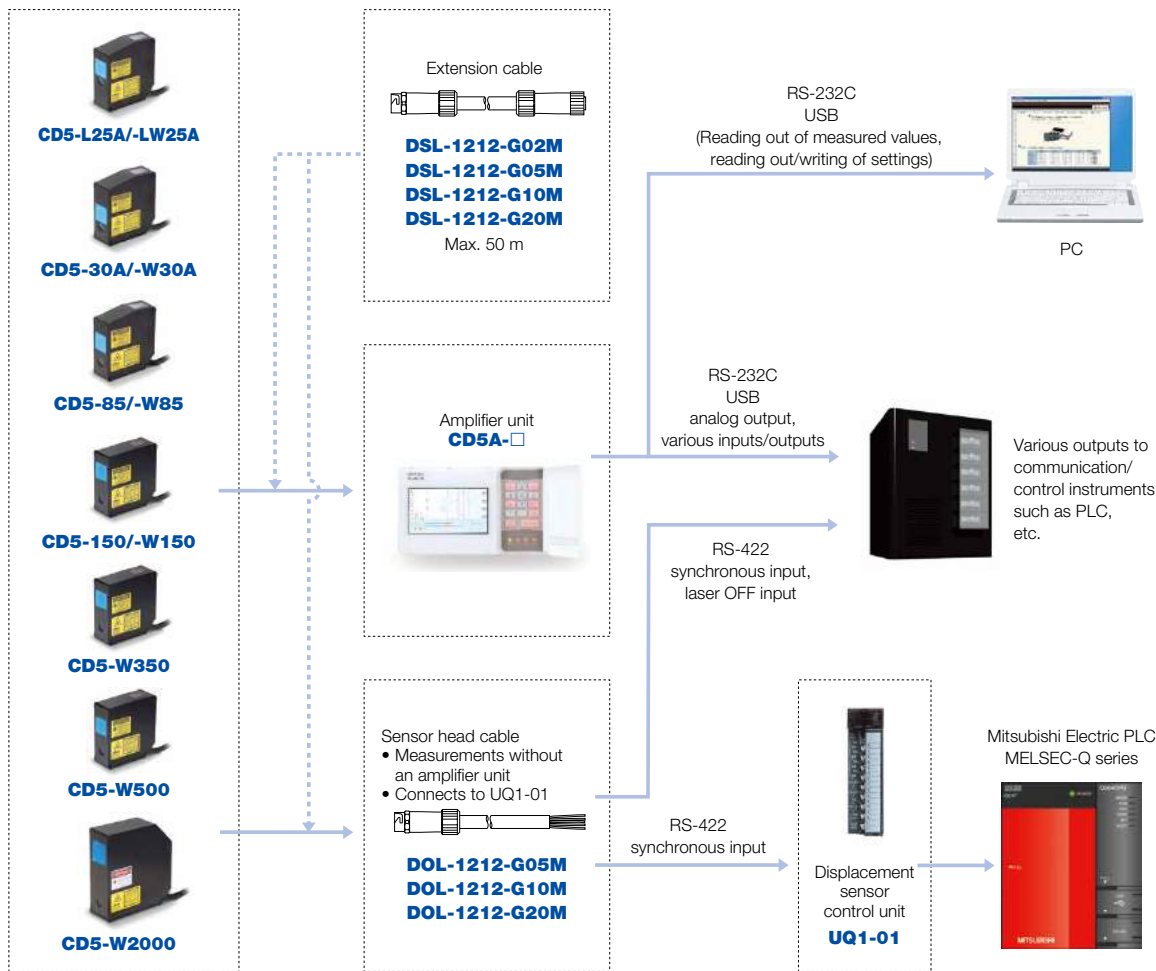 CD5-L25A/-LW25A
CD5-30A/-W30A
CD5-85/-W85
CD5-150/-W150
CD5-W350
CD5-W500
CD5-W2000
Extension cable
DSL-1212-G02M
DSL-1212-G05M
DSL-1212-G10M
DSL-1212-G20M
Max. 50 m
Amplifier unit
CD5A-□
Sensor head cable
• Measurements without
an amplifier unit
• Connects to UQ1-01
DOL-1212-G05M
DOL-1212-G10M
DOL-1212-G20M
RS-232C
USB
(Reading out of measured values,
reading out/writing of settings)
PC
RS-232C
USB
analog output,
various inputs/outputs
Various outputs to
communication/
control instruments
such as PLC,
etc.
RS-422
synchronous input,
laser OFF input
RS-422
synchronous input
Displacement
sensor
control unit
UQ1-01
Mitsubishi Electric PLC
MELSEC-Q series
MITSUBISHI